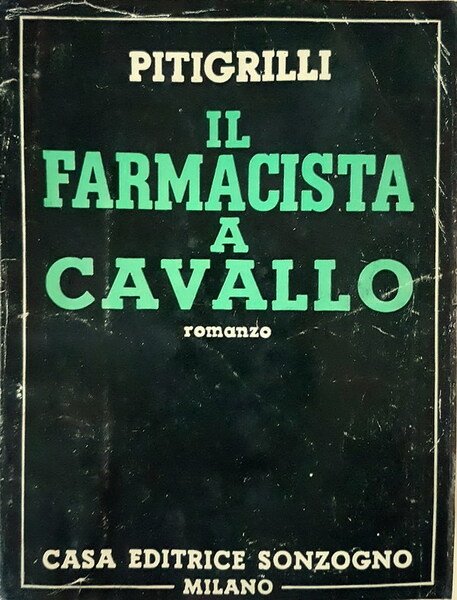 PITIGRILLI
IL
FARMACISTA
A
CAVALLO
romanzo
CASA EDITRICE SONZOGNO
MILANO